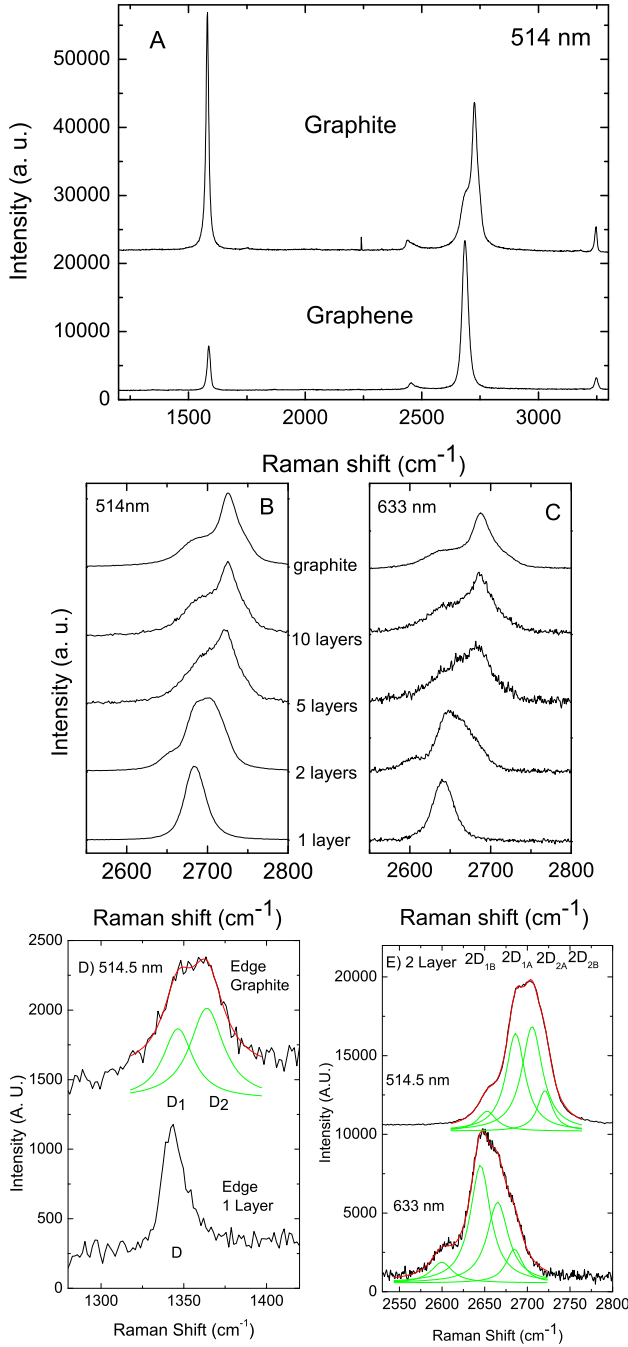 A
514 nm
Graphite
Graphene
Intensity (a. u.)
50000
40000
30000
20000
10000
0
1500
2000
2500
3000
Raman shift (cm-1)
514nm
B
633 nm
C
graphite
10 layers
5 layers
2 layers
1 layer
Intensity (a. u.)
2600
2700
2800
2600
2700
2800
Raman shift (cm-1)
Raman shift (cm-1)
D) 514.5 nm
Edge
Graphite
D1
D2
Edge
1 Layer
D
Intensity (A. U.)
2500
2000
1500
1000
500
0
1300
1350
1400
Raman Shift (cm-1)
E) 2 Layer
2D1B
2D1A
2D2A
2D2B
514.5 nm
633 nm
Intensity (A.U.)
20000
15000
10000
5000
0
2550
2600
2650
2700
2750
2800
Raman Shift (cm-1)